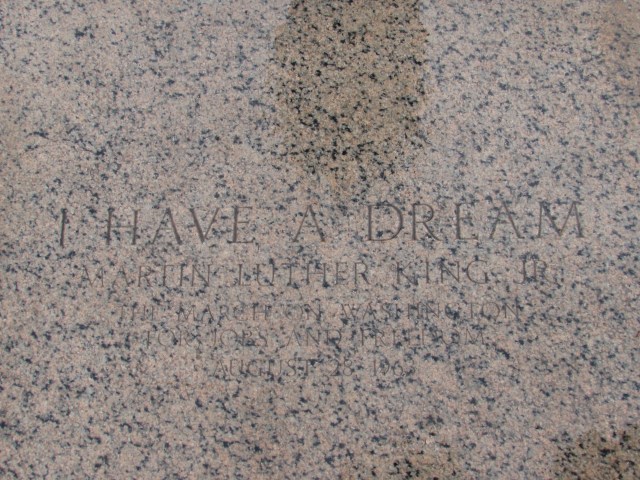 I HAVE A DREAM
MARTIN LUTHER KING JR
THE MARCH ON WASHINGTON
FOR JOBS AND FREEDOM
AUGUST 28 1963